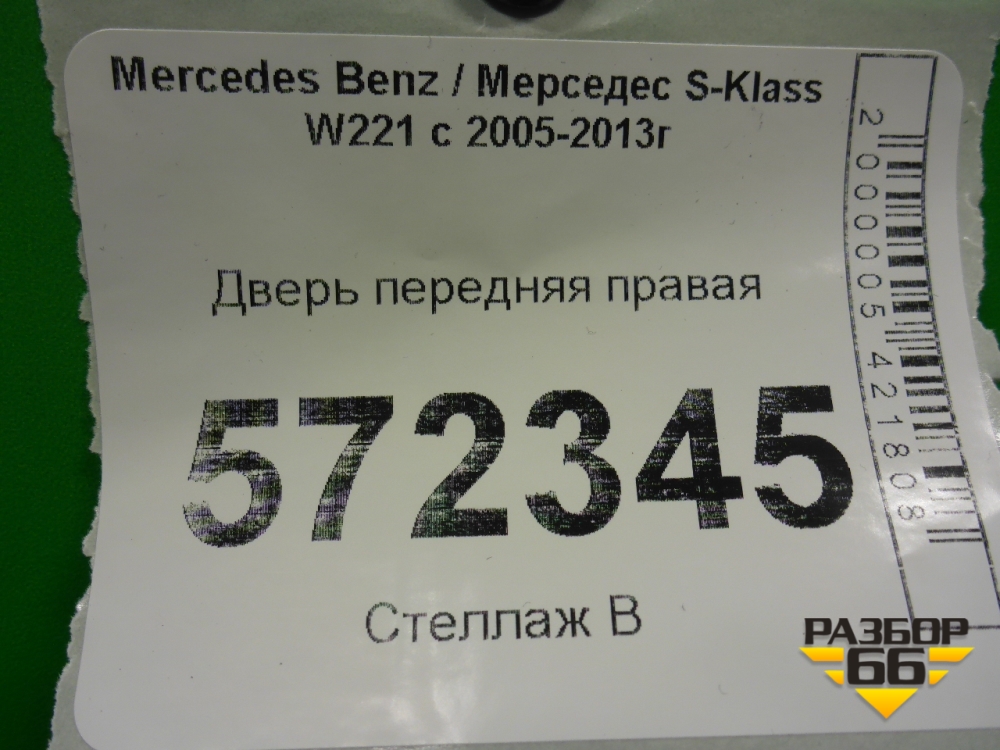 Mercedes Benz / Мерседес S-Klass
W221 с 2005-2013г
Дверь передняя правая
572345
Стеллаж В
2000005421808
РАЗБОР
66